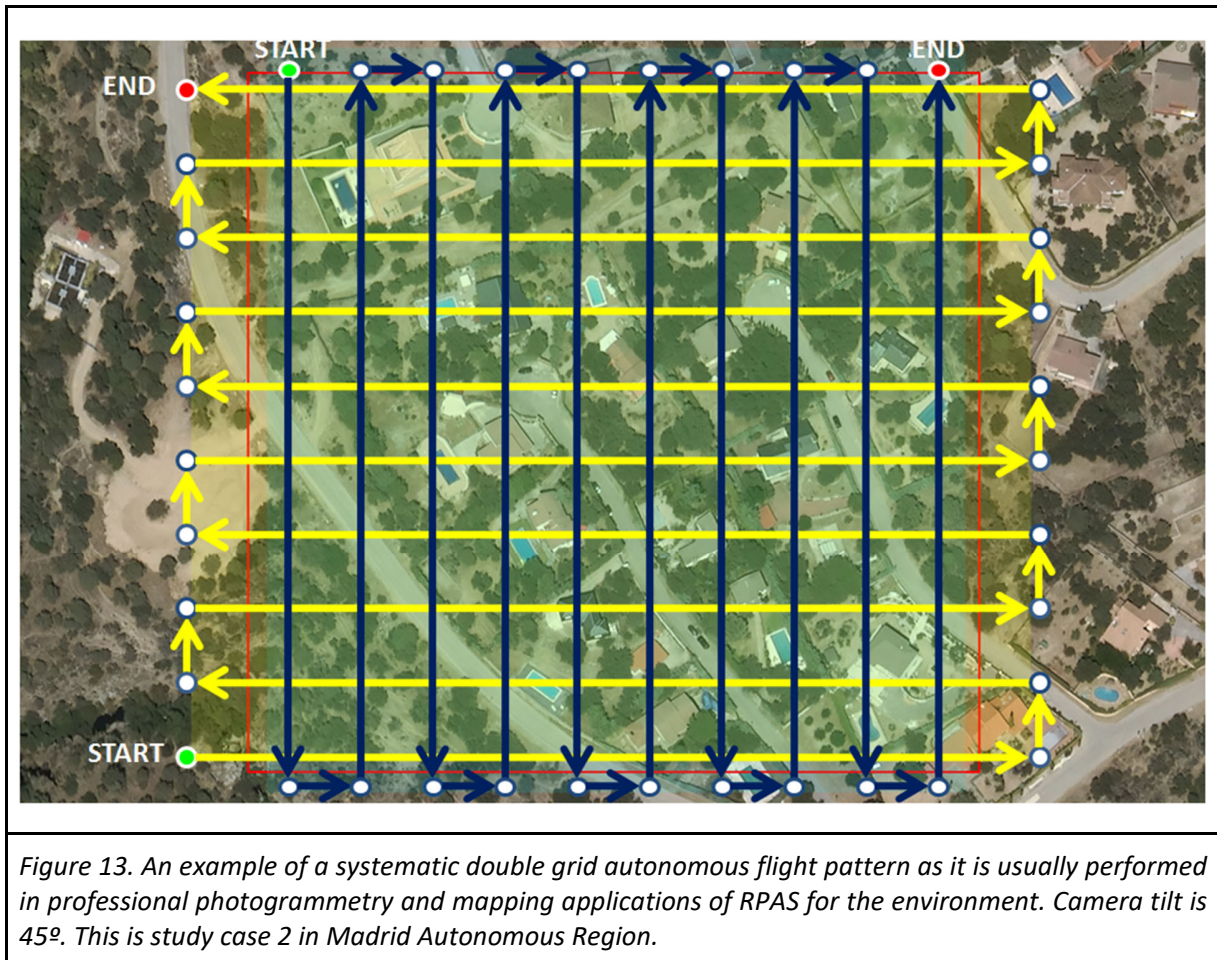 START
END
END
START
Figure 13. An example of a systematic double grid autonomous flight pattern as it is usually performed
in professional photogrammetry and mapping applications of RPAS for the environment. Camera tilt is
45º. This is study case 2 in Madrid Autonomous Region.